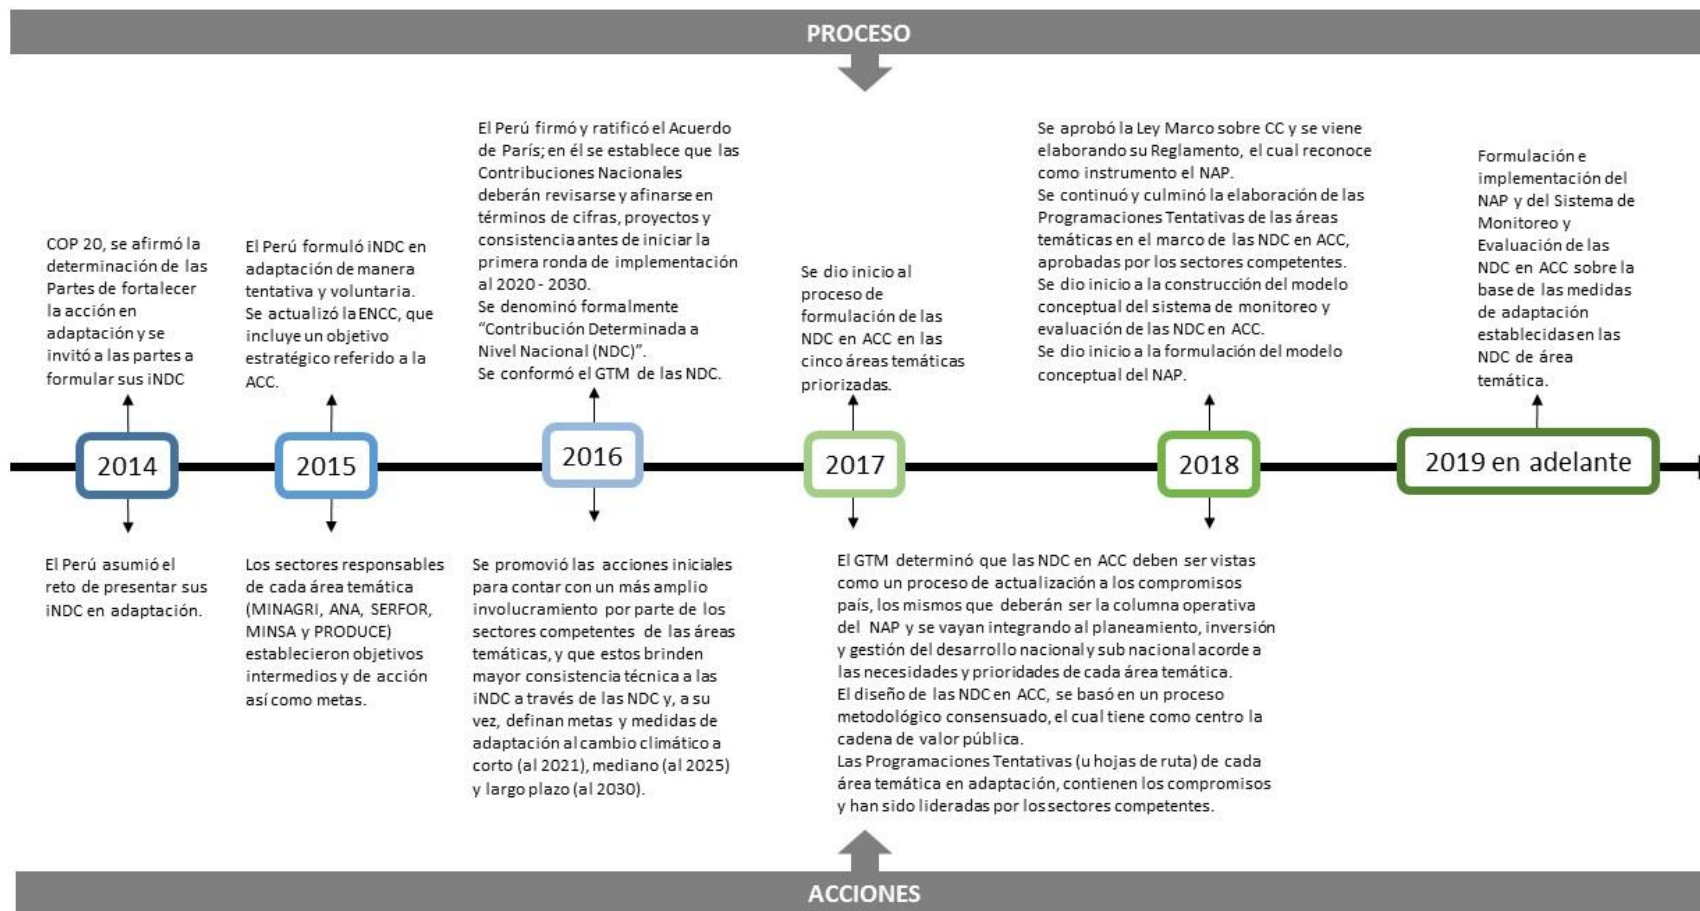 PROCESO
COP 20, se afirmó la
determinación de las
Partes de fortalecer
la acción en
adaptación y se
invitó a las partes a
formular sus iNDC
El Perú formuló iNDC en
adaptación de manera
tentativa y voluntaria.
Se actualizó la ENCC, que
incluye un objetivo
estratégico referido a la
ACC.
El Perú firmó y ratificó el Acuerdo
de París; en él se establece que las
Contribuciones Nacionales
deberán revisarse y afinarse en
términos de cifras, proyectos y
consistencia antes de iniciar la
primera ronda de implementación
al 2020 - 2030.
Se denominó formalmente
“Contribución Determinada a
Nivel Nacional (NDC)”.
Se conformó el GTM de las NDC.
Se dio inicio al
proceso de
formulación de las
NDC en ACC en las
cinco áreas temáticas
priorizadas.
Se aprobó la Ley Marco sobre CC y se viene
elaborando su Reglamento, el cual reconoce
como instrumento el NAP.
Se continuó y culminó la elaboración de las
Programaciones Tentativas de las áreas
temáticas en el marco de las NDC en ACC,
aprobadas por los sectores competentes.
Se dio inicio a la construcción del modelo
conceptual del sistema de monitoreo y
evaluación de las NDC en ACC.
Se dio inicio a la formulación del modelo
conceptual del NAP.
Formulación e
implementación del
NAP y del Sistema de
Monitoreo y
Evaluación de las
NDC en ACC sobre la
base de las medidas
de adaptación
establecidas en las
NDC de área
temática.
2014
2015
2016
2017
2018
2019 en adelante
El Perú asumió el
reto de presentar sus
iNDC en adaptación.
Los sectores responsables
de cada área temática
(MINAGRI, ANA, SERFOR,
MINSA y PRODUCE)
establecieron objetivos
intermedios y de acción
así como metas.
Se promovió las acciones iniciales
para contar con un más amplio
involucramiento por parte de los
sectores competentes de las áreas
temáticas, y que estos brinden
mayor consistencia técnica a las
iNDC a través de las NDC y, a su
vez, definan metas y medidas de
adaptación al cambio climático a
corto (al 2021), mediano (al 2025)
y largo plazo (al 2030).
El GTM determinó que las NDC en ACC deben ser vistas
como un proceso de actualización a los compromisos
país, los mismos que deberán ser la columna operativa
del NAP y se vayan integrando al planeamiento, inversión
y gestión del desarrollo nacional y sub nacional acorde a
las necesidades y prioridades de cada área temática.
El diseño de las NDC en ACC, se basó en un proceso
metodológico consensuado, el cual tiene como centro la
cadena de valor pública.
Las Programaciones Tentativas (u hojas de ruta) de cada
área temática en adaptación, contienen los compromisos
y han sido lideradas por los sectores competentes.
ACCIONES